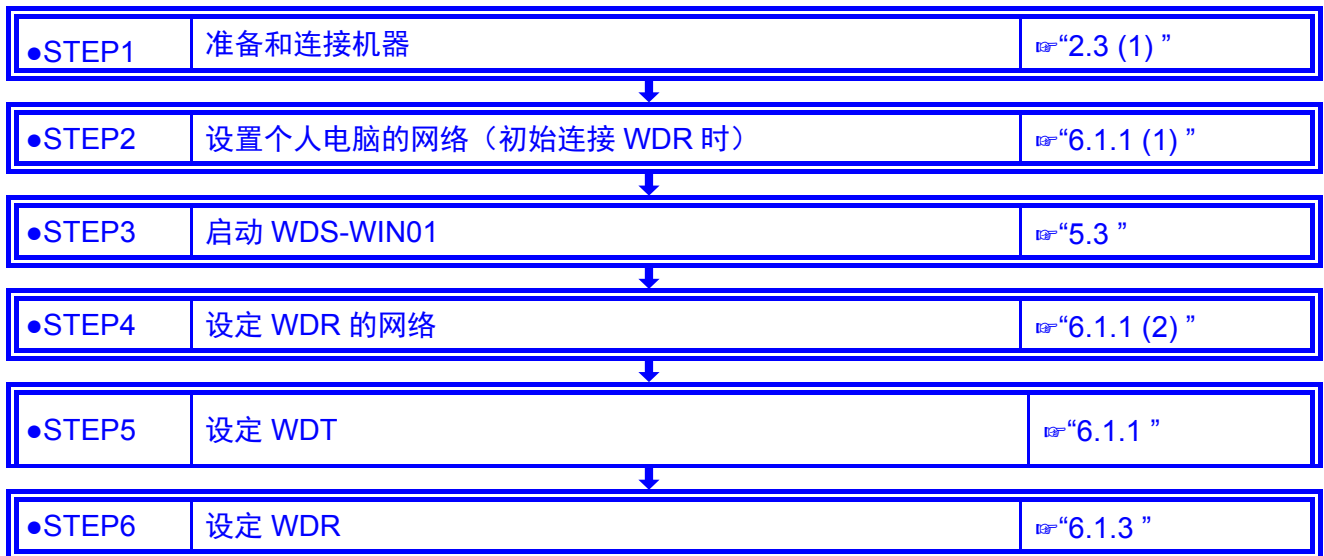 ●STEP1 准备和连接机器 ☞“2.3 (1) ”
●STEP2 设置个人电脑的网络（初始连接 WDR 时） ☞“6.1.1 (1) ”
●STEP3 启动 WDS-WIN01 ☞“5.3 ”
●STEP4 设定 WDR 的网络 ☞“6.1.1 (2) ”
●STEP5 设定 WDT ☞“6.1.1 ”
●STEP6 设定 WDR ☞“6.1.3 ”